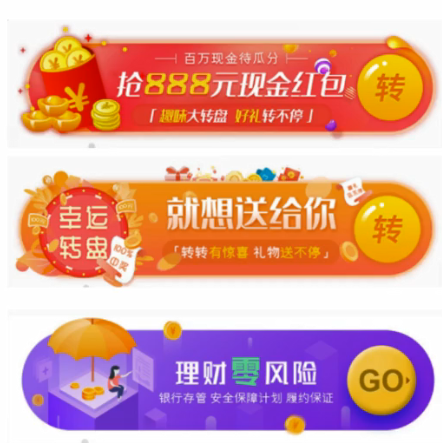 百万现金待瓜分
抢888元现金红包
「趣味大转盘 好礼转不停」
转
幸运
转盘
100%
中奖
就想送给你
「转转有惊喜 礼物送不停」
转
理财零风险
银行存管 安全保障计划 履约保证
GO